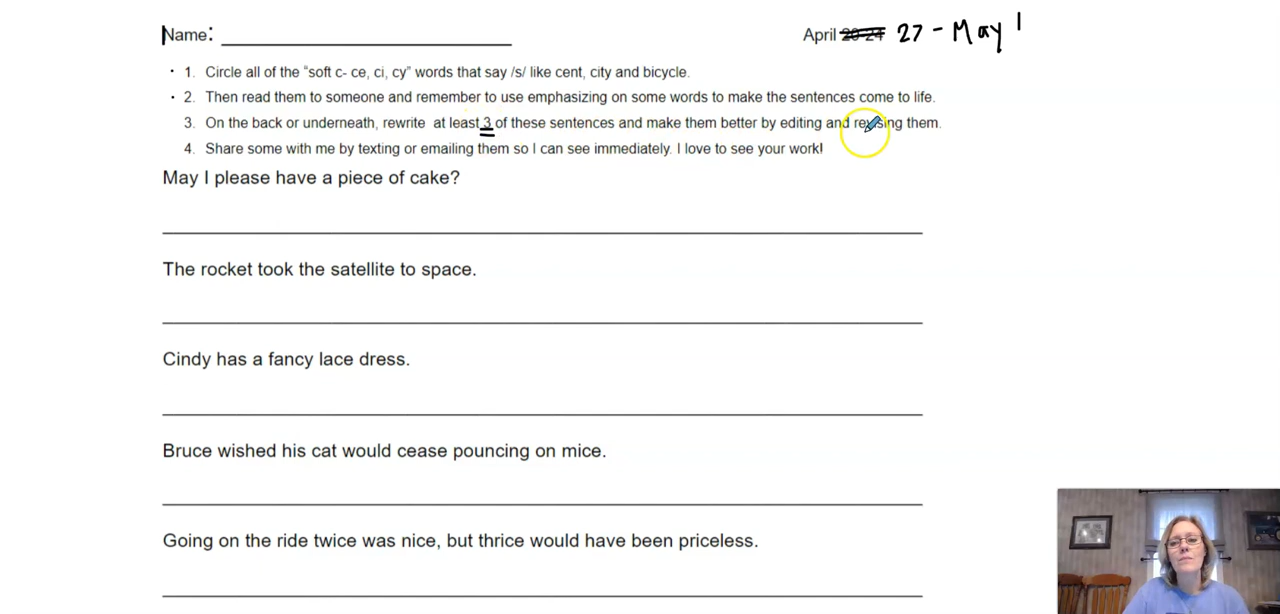 Name: ____________________ April 20-24 27 - May 1
• 1. Circle all of the “soft c- ce, ci, cy” words that say /s/ like cent, city and bicycle.
• 2. Then read them to someone and remember to use emphasizing on some words to make the sentences come to life.
3. On the back or underneath, rewrite at least 3 of these sentences and make them better by editing and revising them.
4. Share some with me by texting or emailing them so I can see immediately. I love to see your work!
May I please have a piece of cake?
The rocket took the satellite to space.
Cindy has a fancy lace dress.
Bruce wished his cat would cease pouncing on mice.
Going on the ride twice was nice, but thrice would have been priceless.